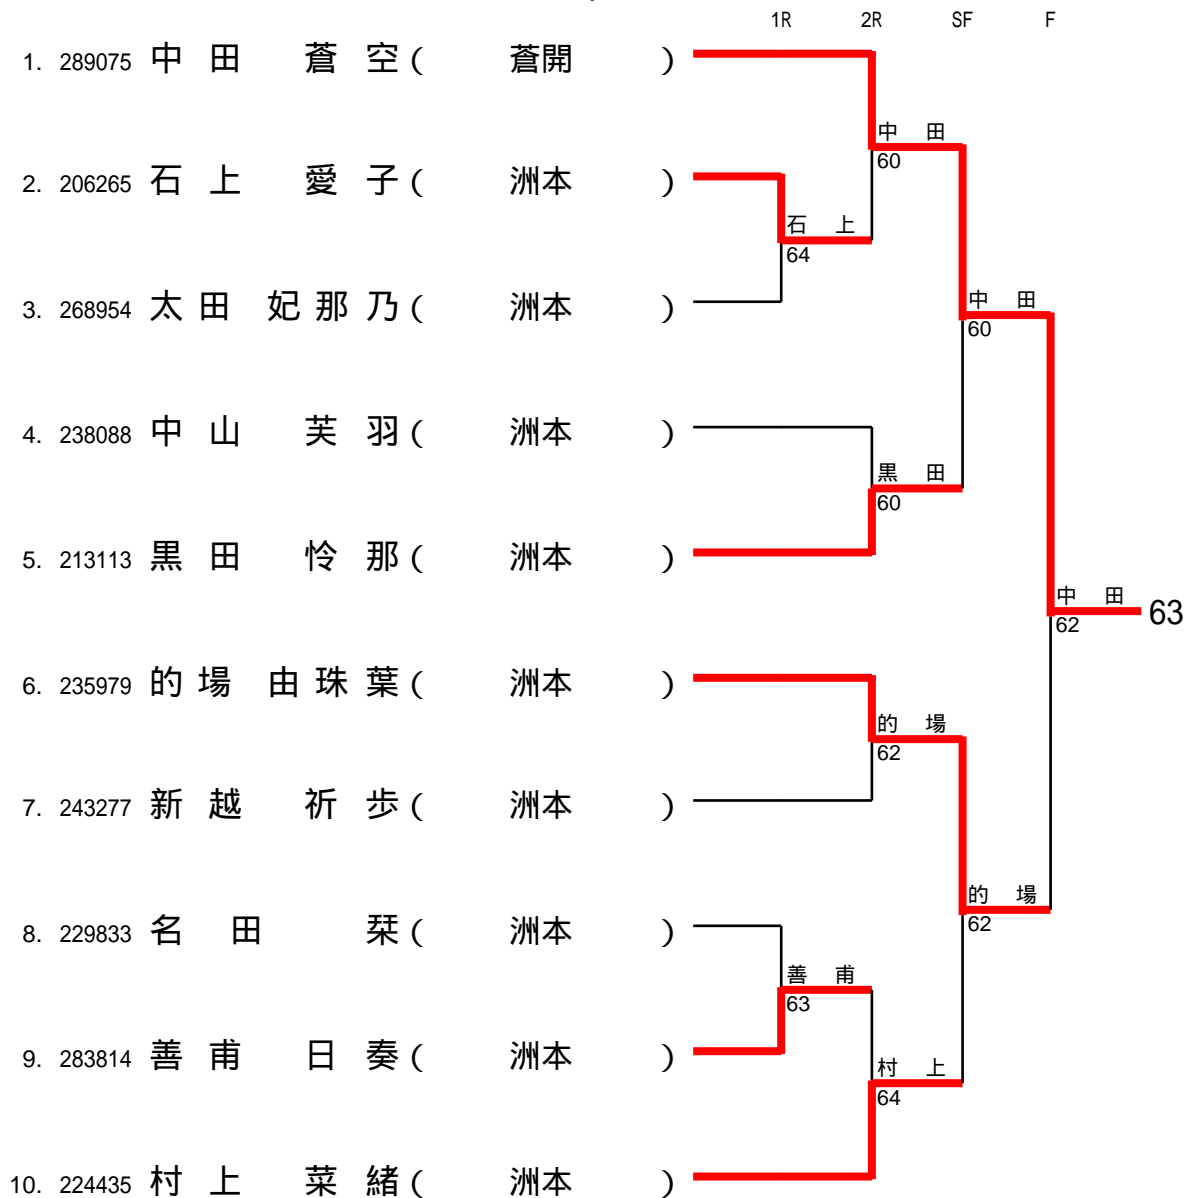 1R 2R SF F
1. 289075 中田 蒼空( 蒼開 )
中田
60
2. 206265 石上 愛子( 洲本 )
石上
64
3. 268954 太田 妃那乃( 洲本 )
中田
60
4. 238088 中山 芙羽( 洲本 )
黒田
60
5. 213113 黒田 怜那( 洲本 )
中田 63
62
6. 235979 的場 由珠葉( 洲本 )
的場
62
7. 243277 新越 祈歩( 洲本 )
的場
62
8. 229833 名田 栞( 洲本 )
善甫
63
9. 283814 善甫 日奏( 洲本 )
村上
64
10. 224435 村上 菜緒( 洲本 )